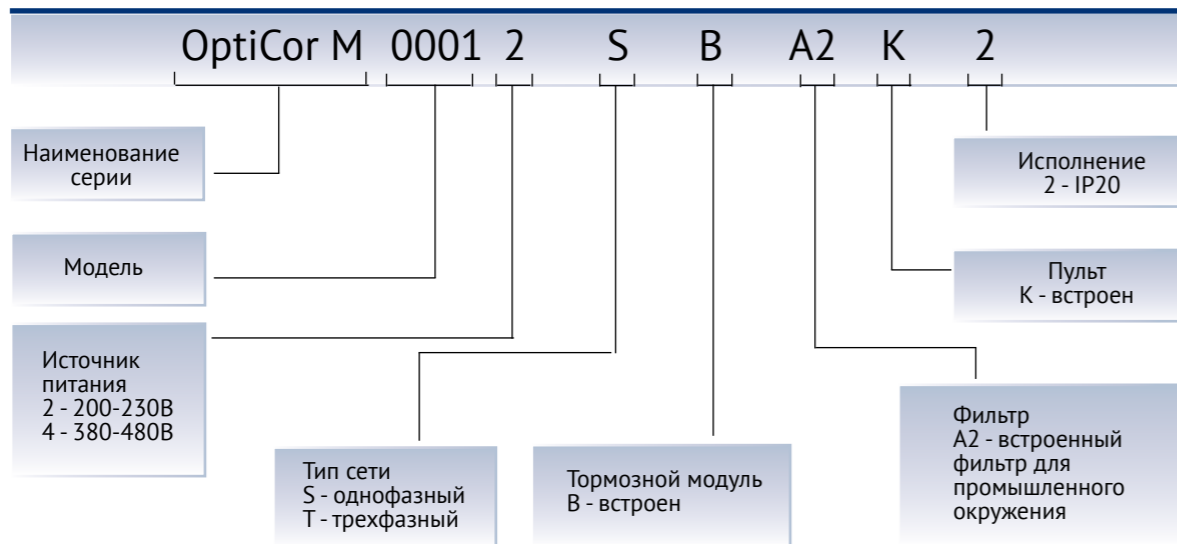 OptiCor M 0001 2 S B A2 K 2
Наименование
серии
Модель
Источник
питания
2 - 200-230В
4 - 380-480В
Тип сети
S - однофазный
T - трехфазный
Тормозной модуль
B - встроен
Фильтр
A2 - встроенный
фильтр для
промышленного
окружения
Пульт
K - встроен
Исполнение
2 - IP20